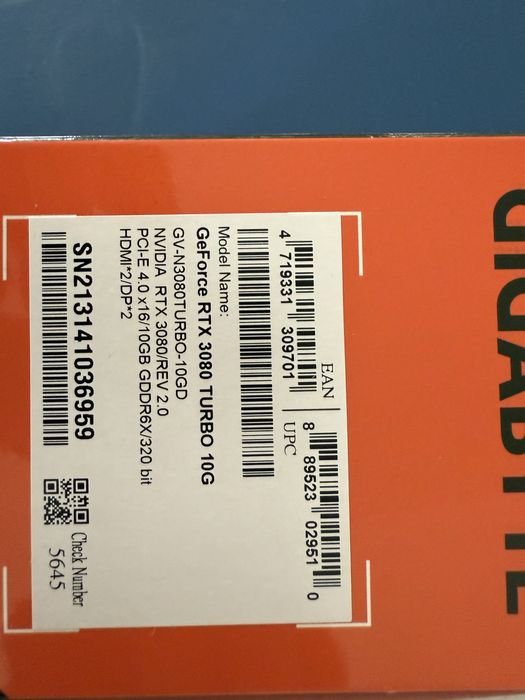 GIGABYTE
EAN
4 719331 309701
UPC
8 89523 02951 0
Model Name:
GeForce RTX 3080 TURBO 10G
GV-N3080TURBO-10GD
NVIDIA RTX 3080/REV 2.0
PCI-E 4.0 x16/10GB GDDR6X/320 bit
HDMI*2/DP*2
SN213141036959
Check Number
5645